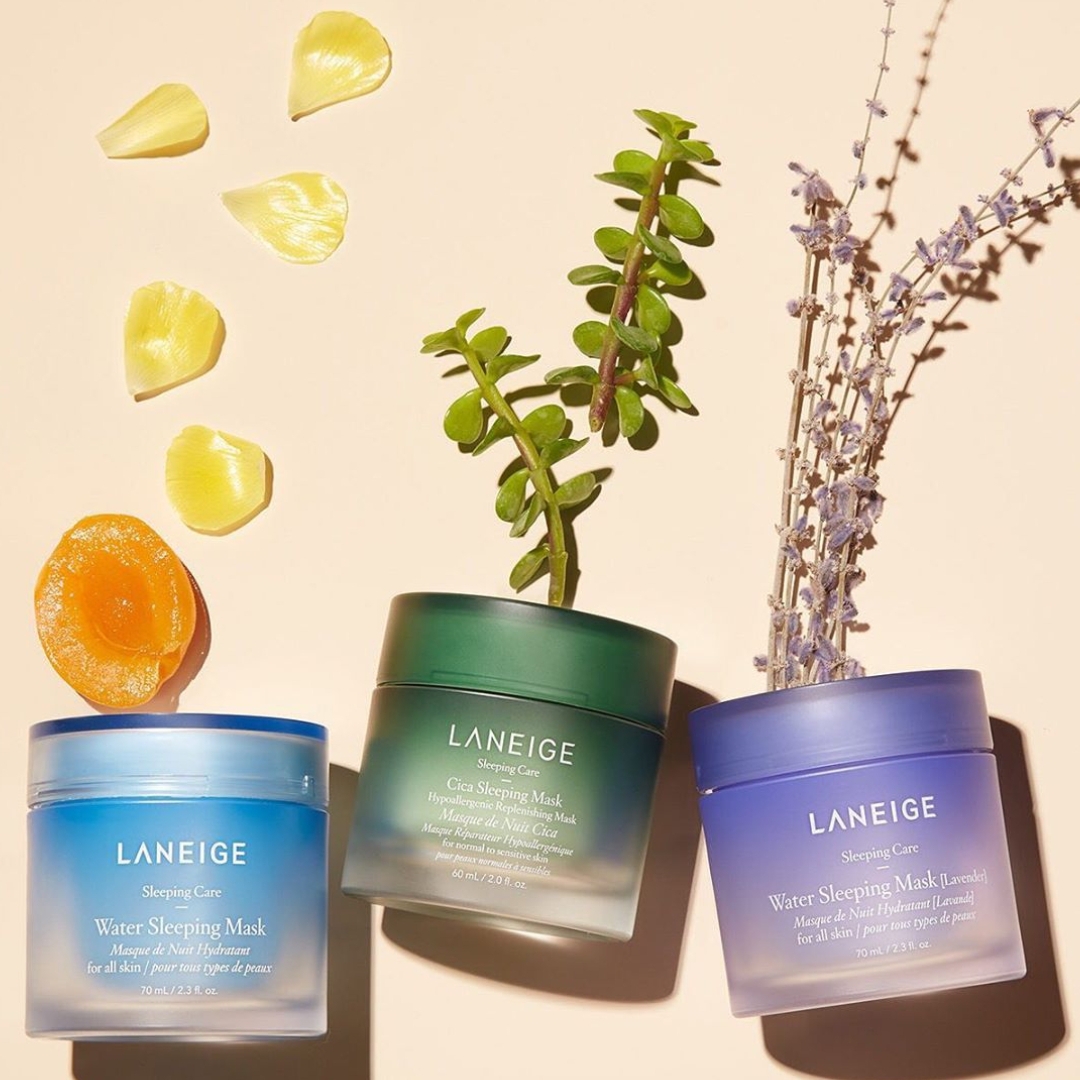 LANEIGE
Sleeping Care
Water Sleeping Mask
Masque de Nuit Hydratant
for all skin / pour tous types de peaux
70 mL / 2.3 fl. oz.
LANEIGE
Sleeping Care
Cica Sleeping Mask
Hypoallergenic Replenishing Mask
Masque de Nuit Cica
Masque Réparateur Hypoallergénique
for normal to sensitive skin
pour peaux normales à sensibles
60 mL / 2.0 fl. oz.
LANEIGE
Sleeping Care
Water Sleeping Mask [Lavender]
Masque de Nuit Hydratant [Lavande]
for all skin / pour tous types de peaux
70 mL / 2.3 fl. oz.